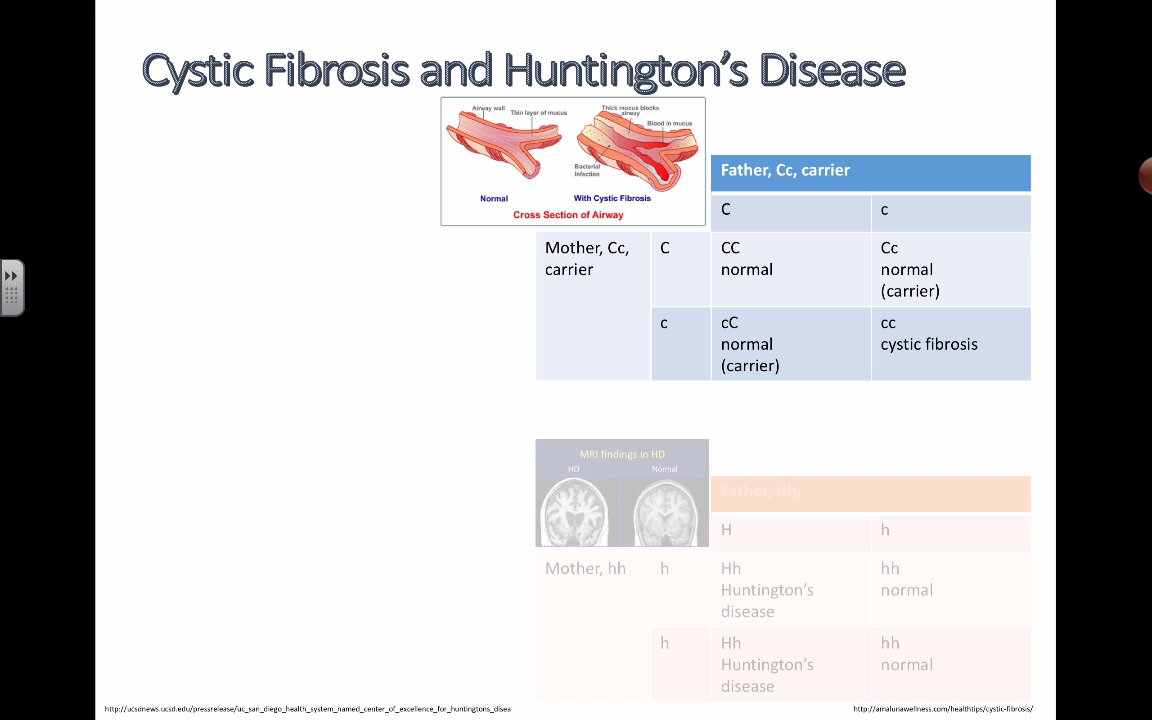 Cystic Fibrosis and Huntington's Disease
Airway wall
Thin layer of mucus
Thick mucus blocks
airway
Blood in mucus
Bacterial
Infection
Normal
With Cystic Fibrosis
Cross Section of Airway
Father, Cc, carrier
C
c
Mother, Cc,
carrier
C
CC
normal
Cc
normal
(carrier)
c
cC
normal
(carrier)
cc
cystic fibrosis
MRI findings in HD
HD
Normal
Father, Hh,
H
h
Mother, hh
h
Hh
Huntington's
disease
hh
normal
h
Hh
Huntington's
disease
hh
normal
http://ucsdnews.ucsd.edu/pressrelease/uc_san_diego_health_system_named_center_of_excellence_for_huntingtons_disea
http://amalunawellness.com/healthtips/cystic-fibrosis/